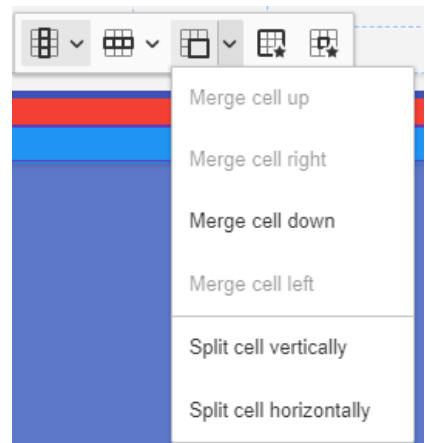 Merge cell up
Merge cell right
Merge cell down
Merge cell left
Split cell vertically
Split cell horizontally